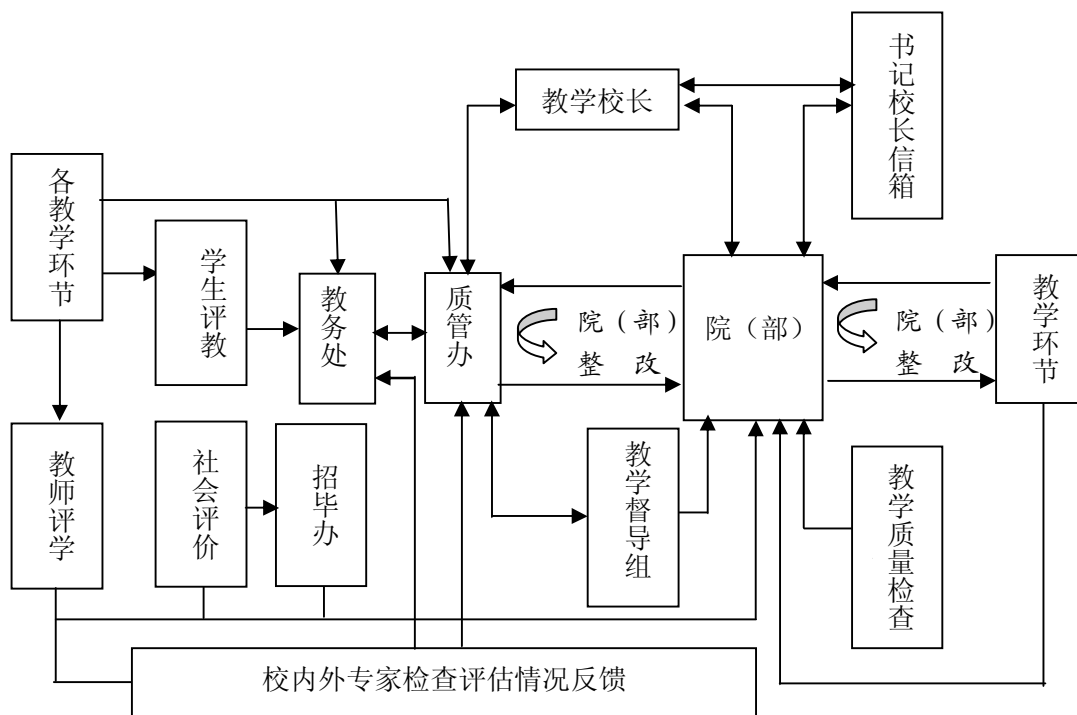 书记校长信箱
教学校长
各教学环节
学生评教
教务处
质管办
院(部)
整 改
院（部）
院(部)
整 改
教学环节
教师评学
社会评价
招毕办
教学督导组
教学质量检查
校内外专家检查评估情况反馈